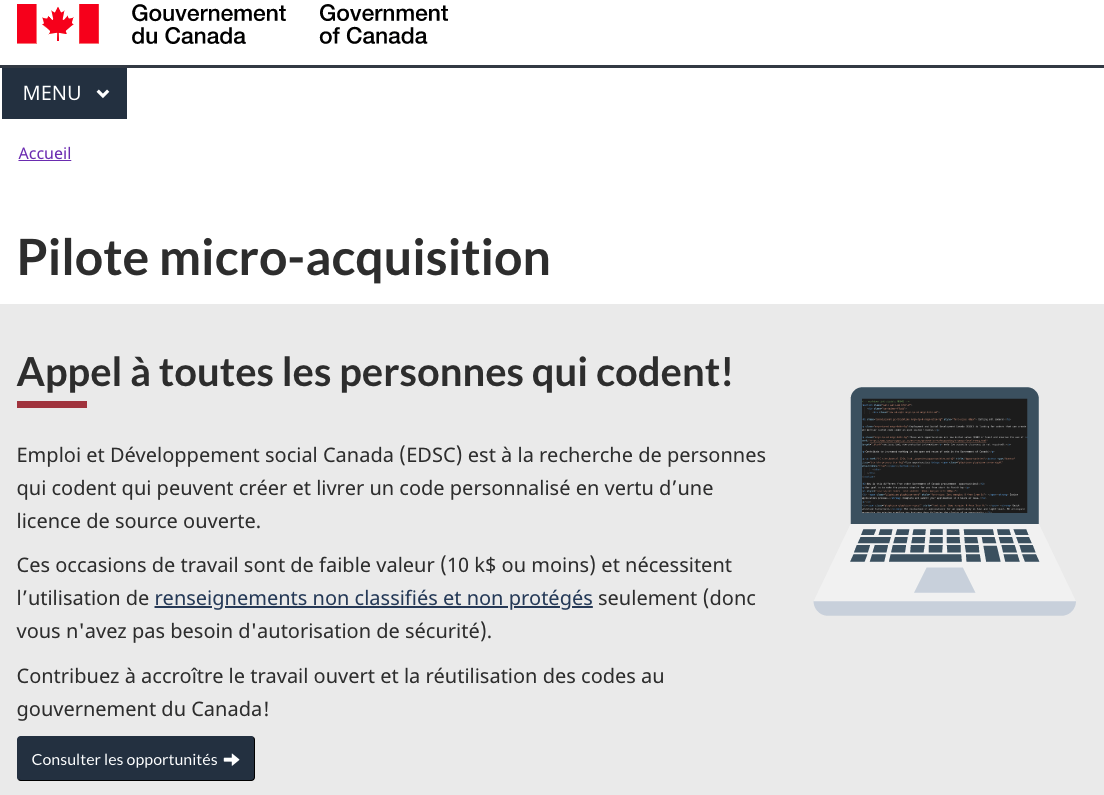 Gouvernement
du Canada
Government
of Canada
MENU
Accueil
Pilote micro-acquisition
Appel à toutes les personnes qui codent!
Emploi et Développement social Canada (EDSC) est à la recherche de personnes
qui codent qui peuvent créer et livrer un code personnalisé en vertu d’une
licence de source ouverte.
Ces occasions de travail sont de faible valeur (10 k$ ou moins) et nécessitent
l’utilisation de renseignements non classifiés et non protégés seulement (donc
vous n'avez pas besoin d'autorisation de sécurité).
Contribuez à accroître le travail ouvert et la réutilisation des codes au
gouvernement du Canada!
Consulter les opportunités